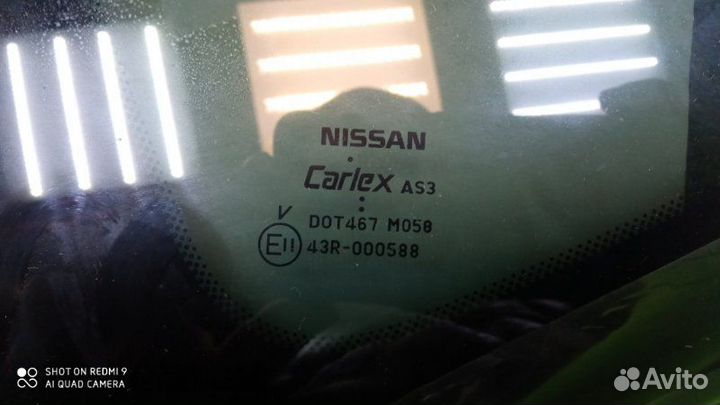 NISSAN
Carlex AS3
V
DOT467 M058
E11 43R-000588
SHOT ON REDMI 9
AI QUAD CAMERA
Avito